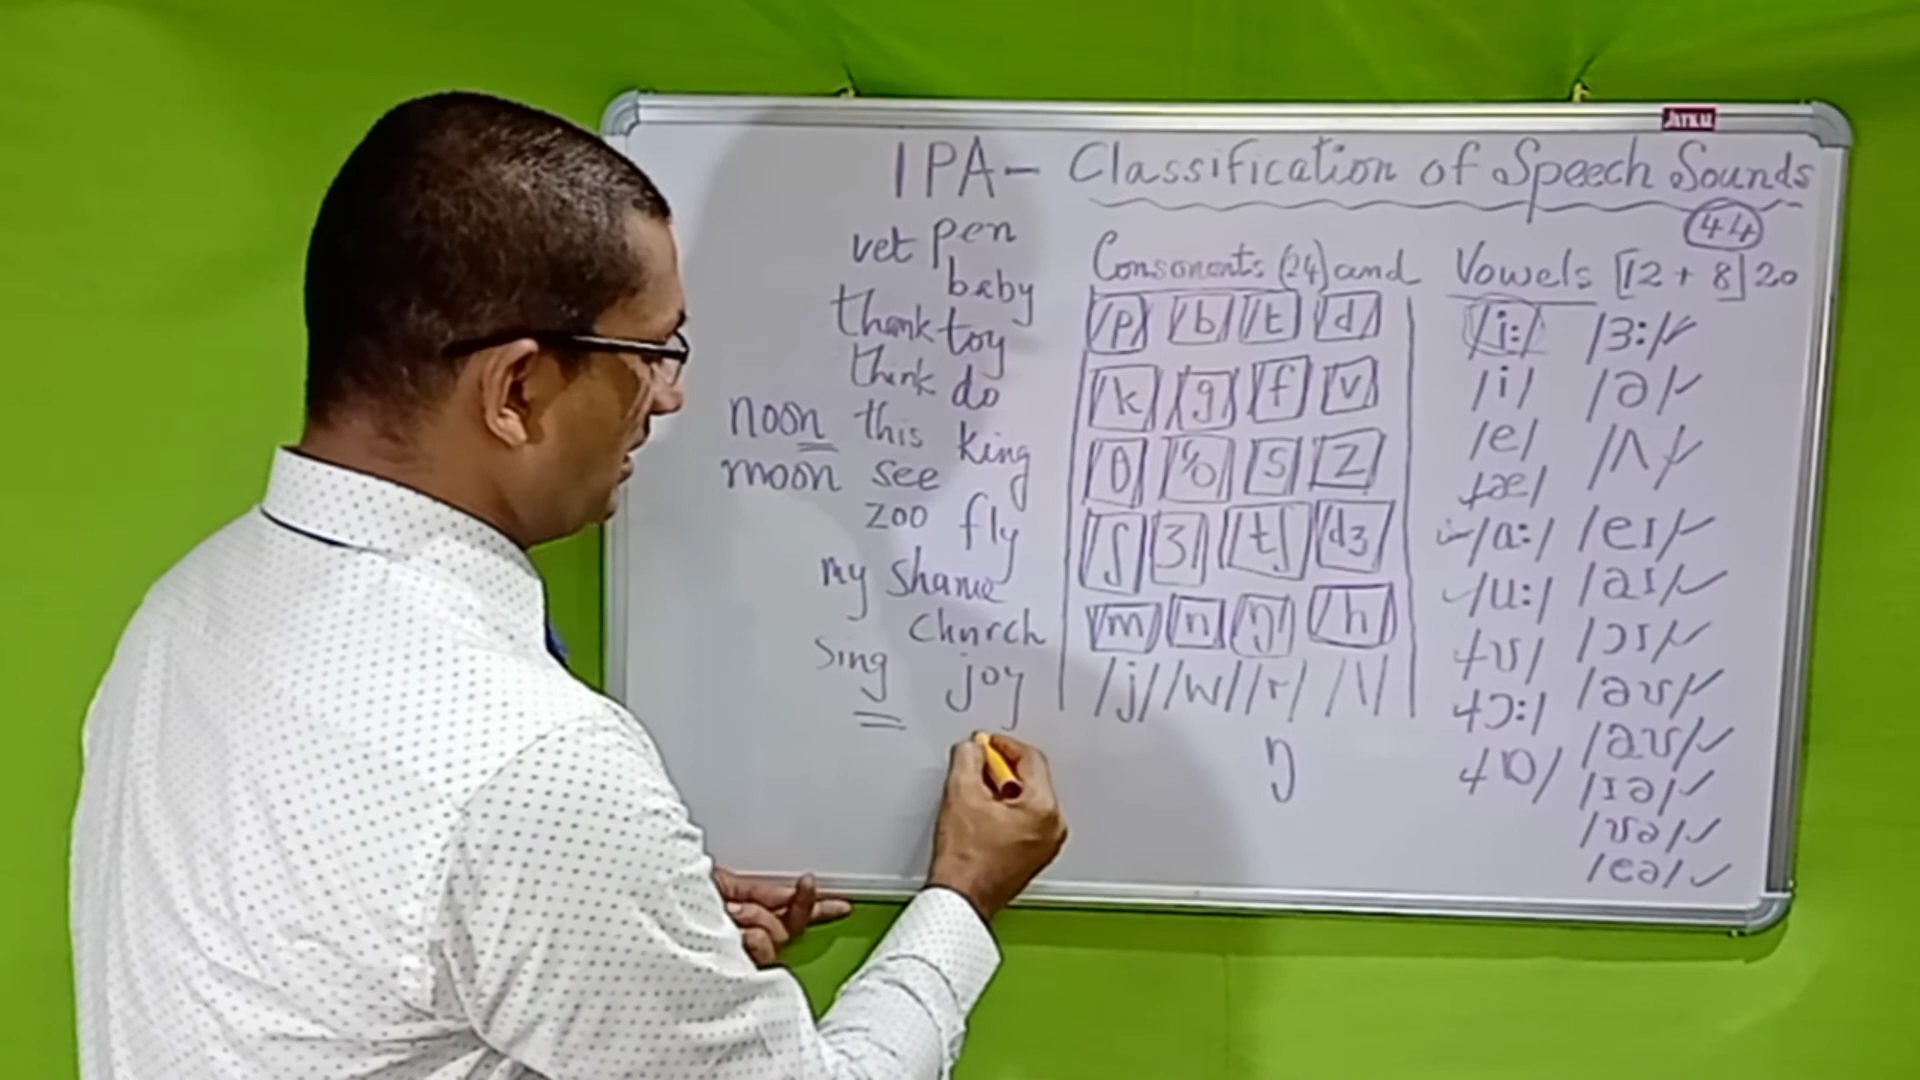 JAYKAL
IPA - Classification of Speech Sounds
44
vet pen
baby
thank toy
think do
noon this king
moon see
zoo fly
my
Church
Sing joy
Consonants (24) and Vowels [12 + 8] 20
/p/ /b/ /t/ /d/
/k/ /g/ /f/ /v/
θ ð s z
ʃ ʒ tʃ dʒ
/m/ n ŋ /h/
/j/ /w/ /r/ /l/
ŋ
/i:/ /ɜ:/
/i/ /ə/
/e/ /ʌ/
/æ/
/ɑ:/ /eɪ/
/u:/ /aɪ/
/ʊ/ /ɔɪ/
/ɔ:/ /əʊ/
/ɒ/ /aʊ/
/ɪə/
/ʊə/
/eə/